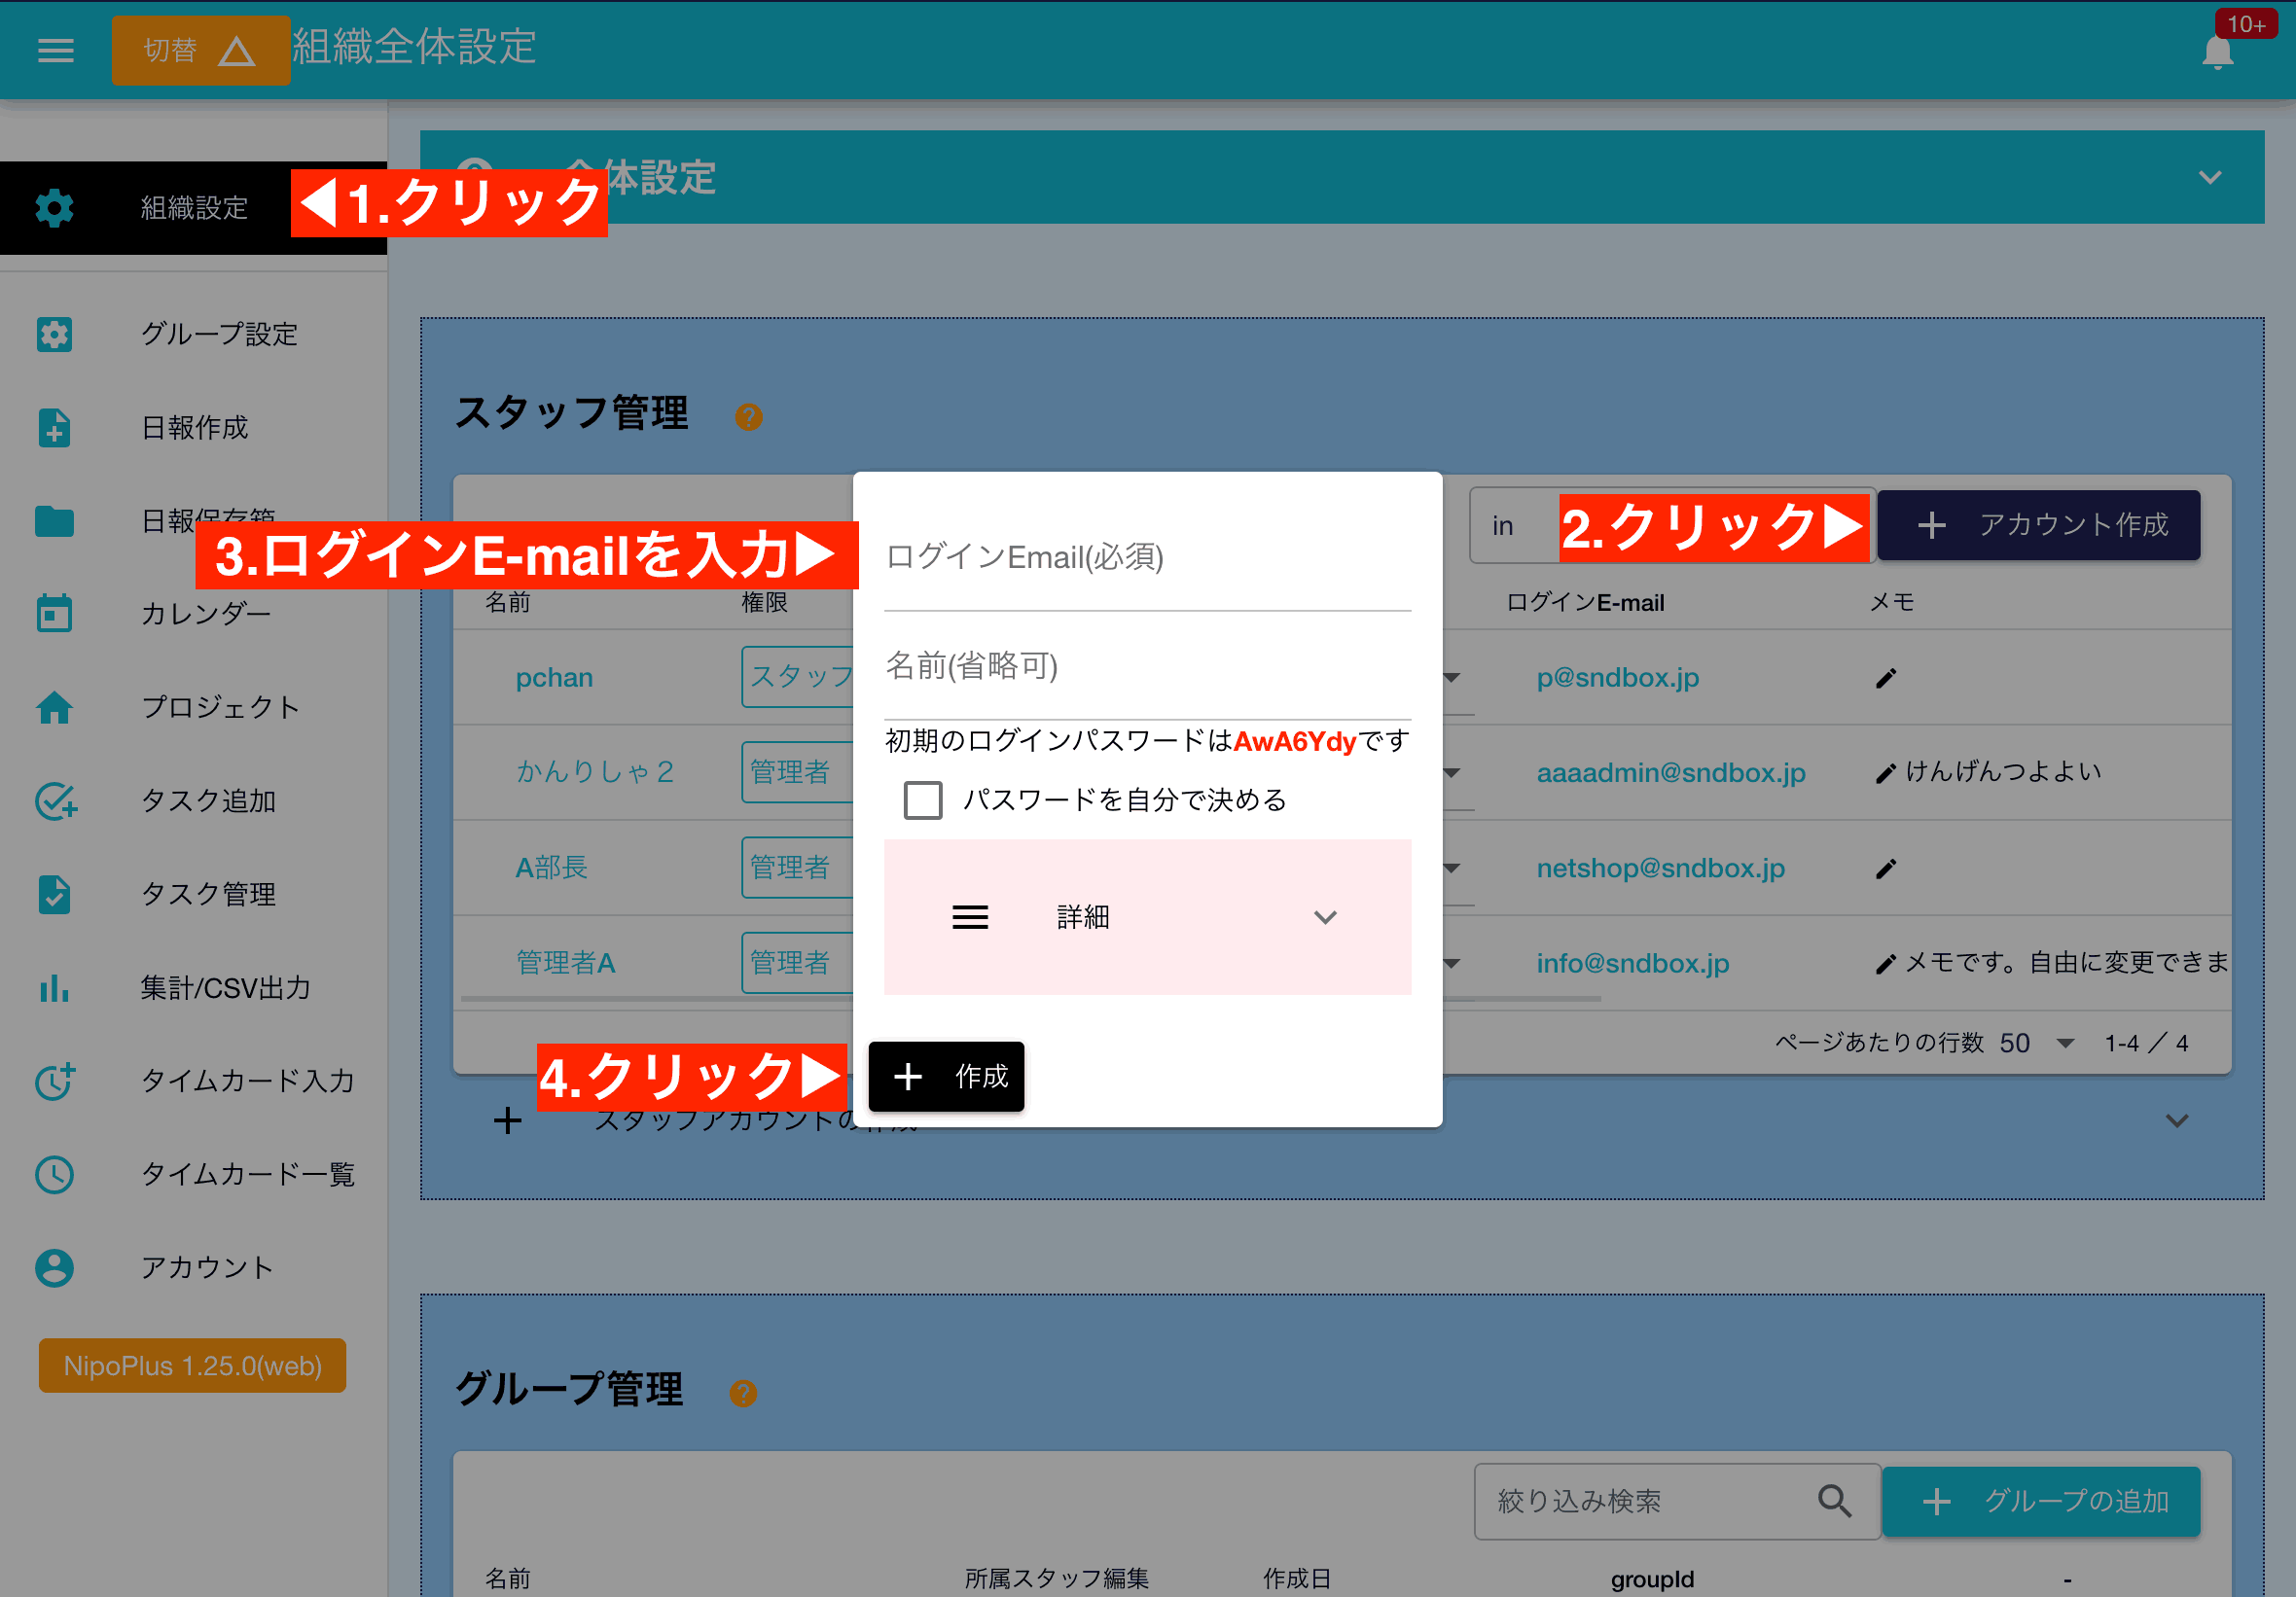 切替
組織全体設定
10+
全体設定
組織設定
◀1.クリック
グループ設定
日報作成
日報保存箱
カレンダー
プロジェクト
タスク追加
タスク管理
集計/CSV出力
タイムカード入力
タイムカード一覧
アカウント
NipoPlus 1.25.0(web)
スタッフ管理
in
2.クリック▶
アカウント作成
3.ログインE-mailを入力▶
名前
権限
ログインE-mail
メモ
pchan
スタッフ
p@sndbox.jp
かんりしゃ2
管理者
aaaadmin@sndbox.jp
けんげんつよよい
A部長
管理者
netshop@sndbox.jp
管理者A
管理者
info@sndbox.jp
メモです。自由に変更できま
ページあたりの行数 50
1-4 / 4
スタッフアカウントの作成
ログインEmail(必須)
名前(省略可)
初期のログインパスワードはAwA6Ydyです
パスワードを自分で決める
詳細
4.クリック▶
作成
グループ管理
絞り込み検索
グループの追加
名前
所属スタッフ編集
作成日
groupId
-